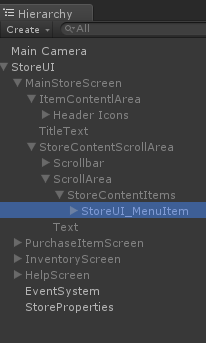 Hierarchy
Create All
Main Camera
StoreUI
MainStoreScreen
ItemContentlArea
Header Icons
TitleText
StoreContentScrollArea
Scrollbar
ScrollArea
StoreContentItems
StoreUI_MenuItem
Text
PurchaseItemScreen
InventoryScreen
HelpScreen
EventSystem
StoreProperties